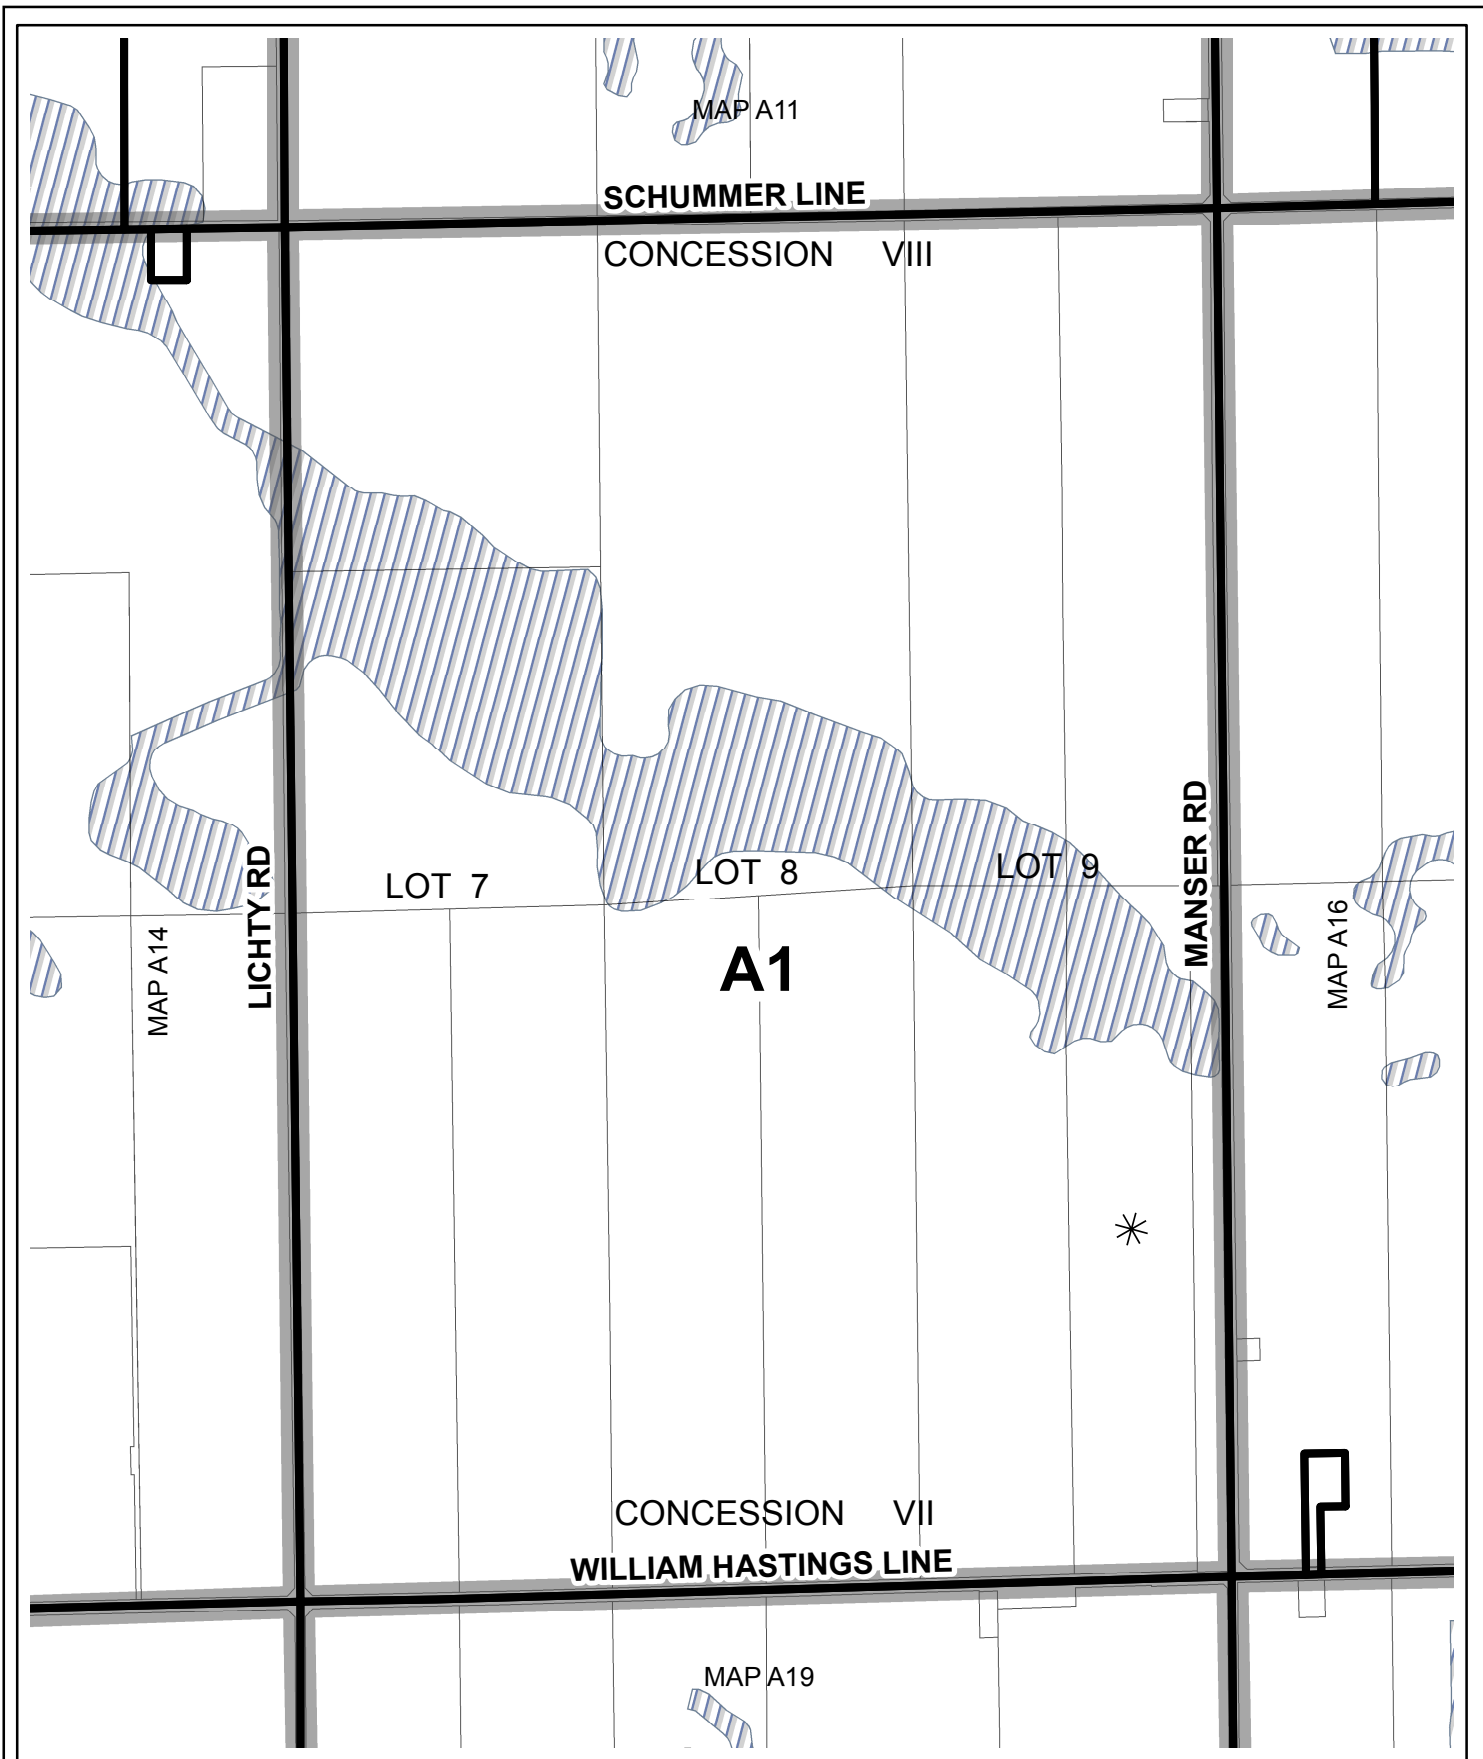 MAP A11
SCHUMMER LINE
CONCESSION VIII
MANSER RD
LOT 7
LOT 8
LOT 9
LICHTY RD
MAP A14
A1
MAP A16
CONCESSION VII
WILLIAM HASTINGS LINE
MAP A19